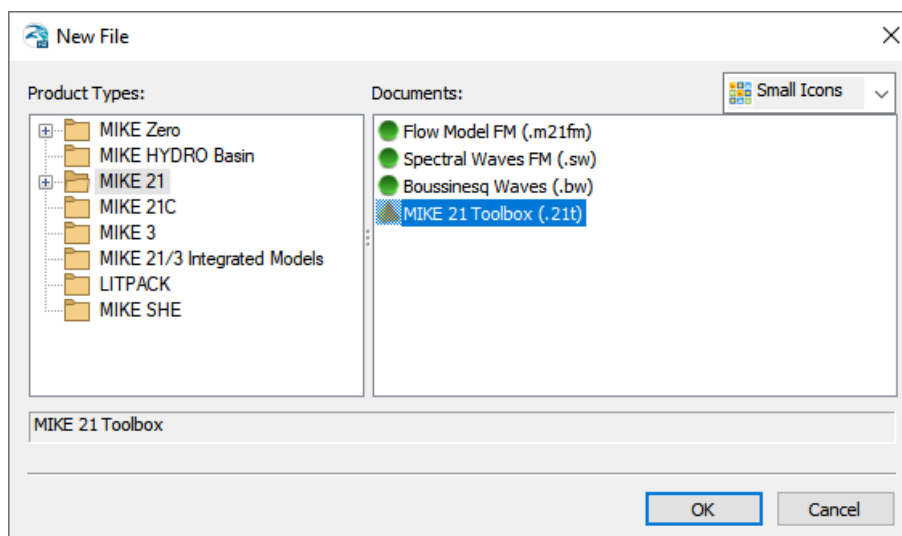 New File
Product Types:
Documents:
Small Icons
MIKE Zero
MIKE HYDRO Basin
MIKE 21
MIKE 21C
MIKE 3
MIKE 21/3 Integrated Models
LITPACK
MIKE SHE
Flow Model FM (.m21fm)
Spectral Waves FM (.sw)
Boussinesq Waves (.bw)
MIKE 21 Toolbox (.21t)
MIKE 21 Toolbox
OK
Cancel